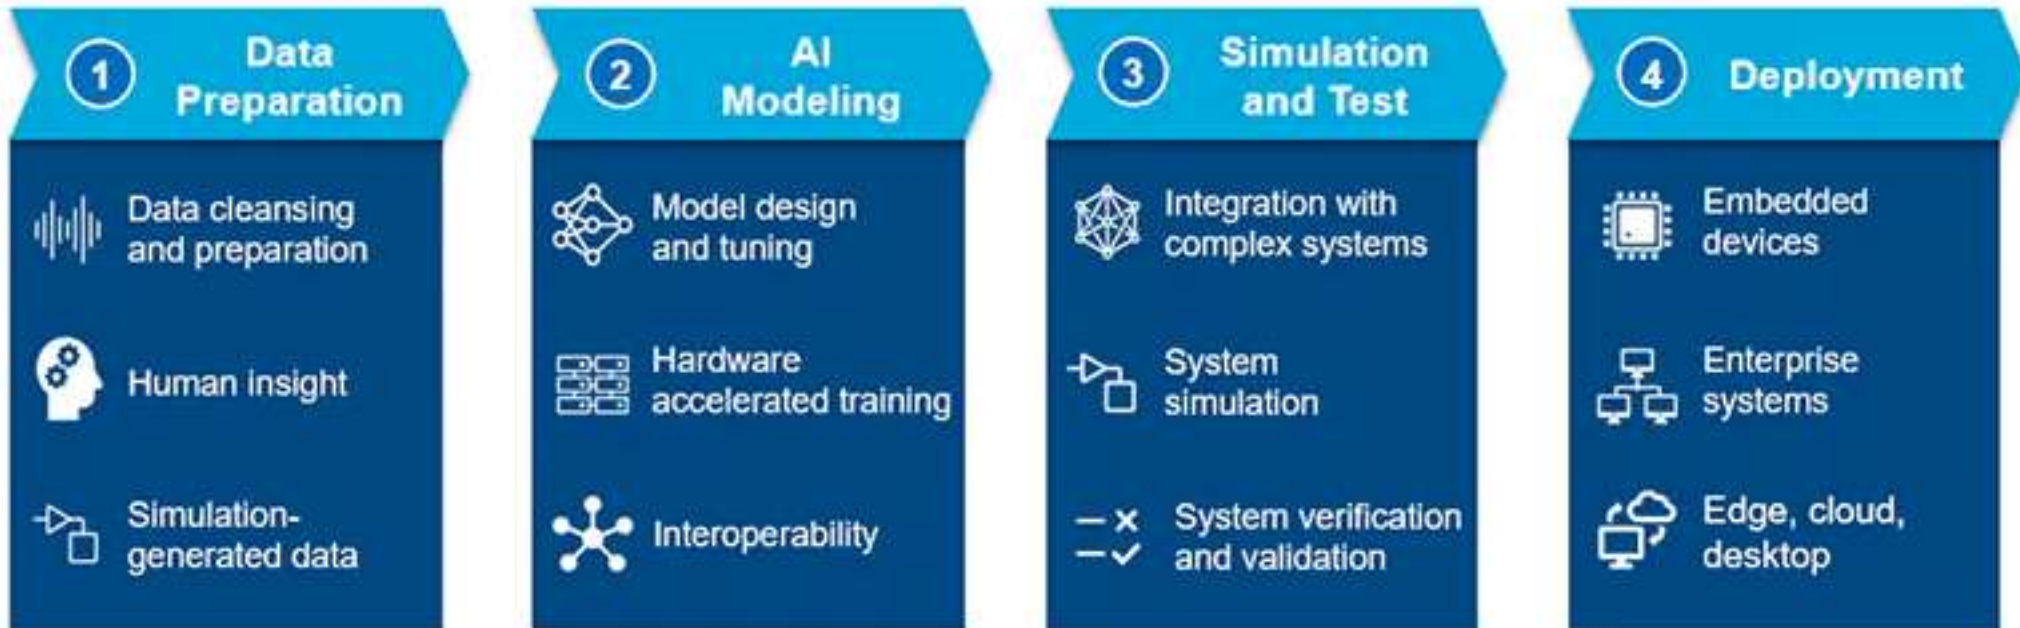 1
Data
Preparation
Data cleansing
and preparation
Human insight
Simulation-
generated data
2
AI
Modeling
Model design
and tuning
Hardware
accelerated training
Interoperability
3
Simulation
and Test
Integration with
complex systems
System
simulation
System verification
and validation
4
Deployment
Embedded
devices
Enterprise
systems
Edge, cloud,
desktop